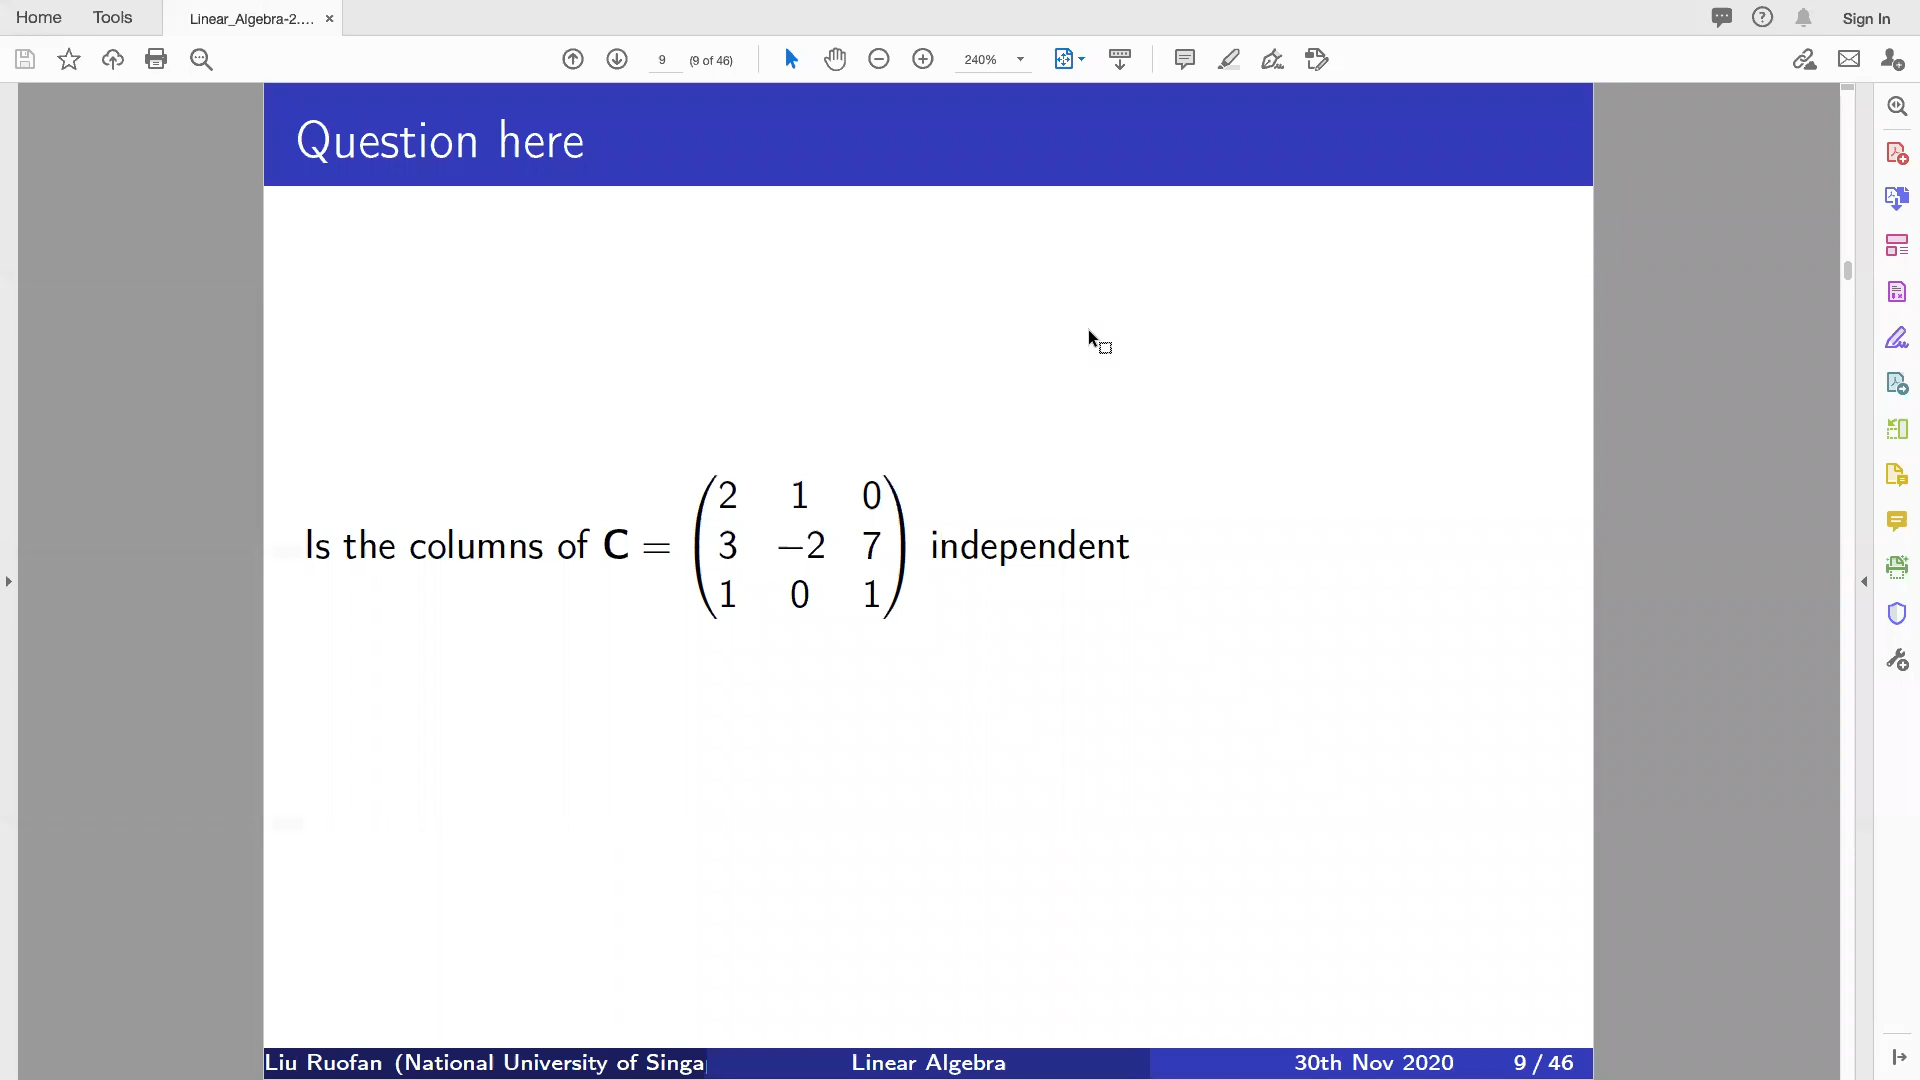 Home Tools Linear_Algebra-2.... × Sign In
9 (9 of 46) 240%
Question here
2 1 0
Is the columns of C = 3 −2 7 independent
1 0 1
Liu Ruofan (National University of Singa Linear Algebra 30th Nov 2020 9 / 46